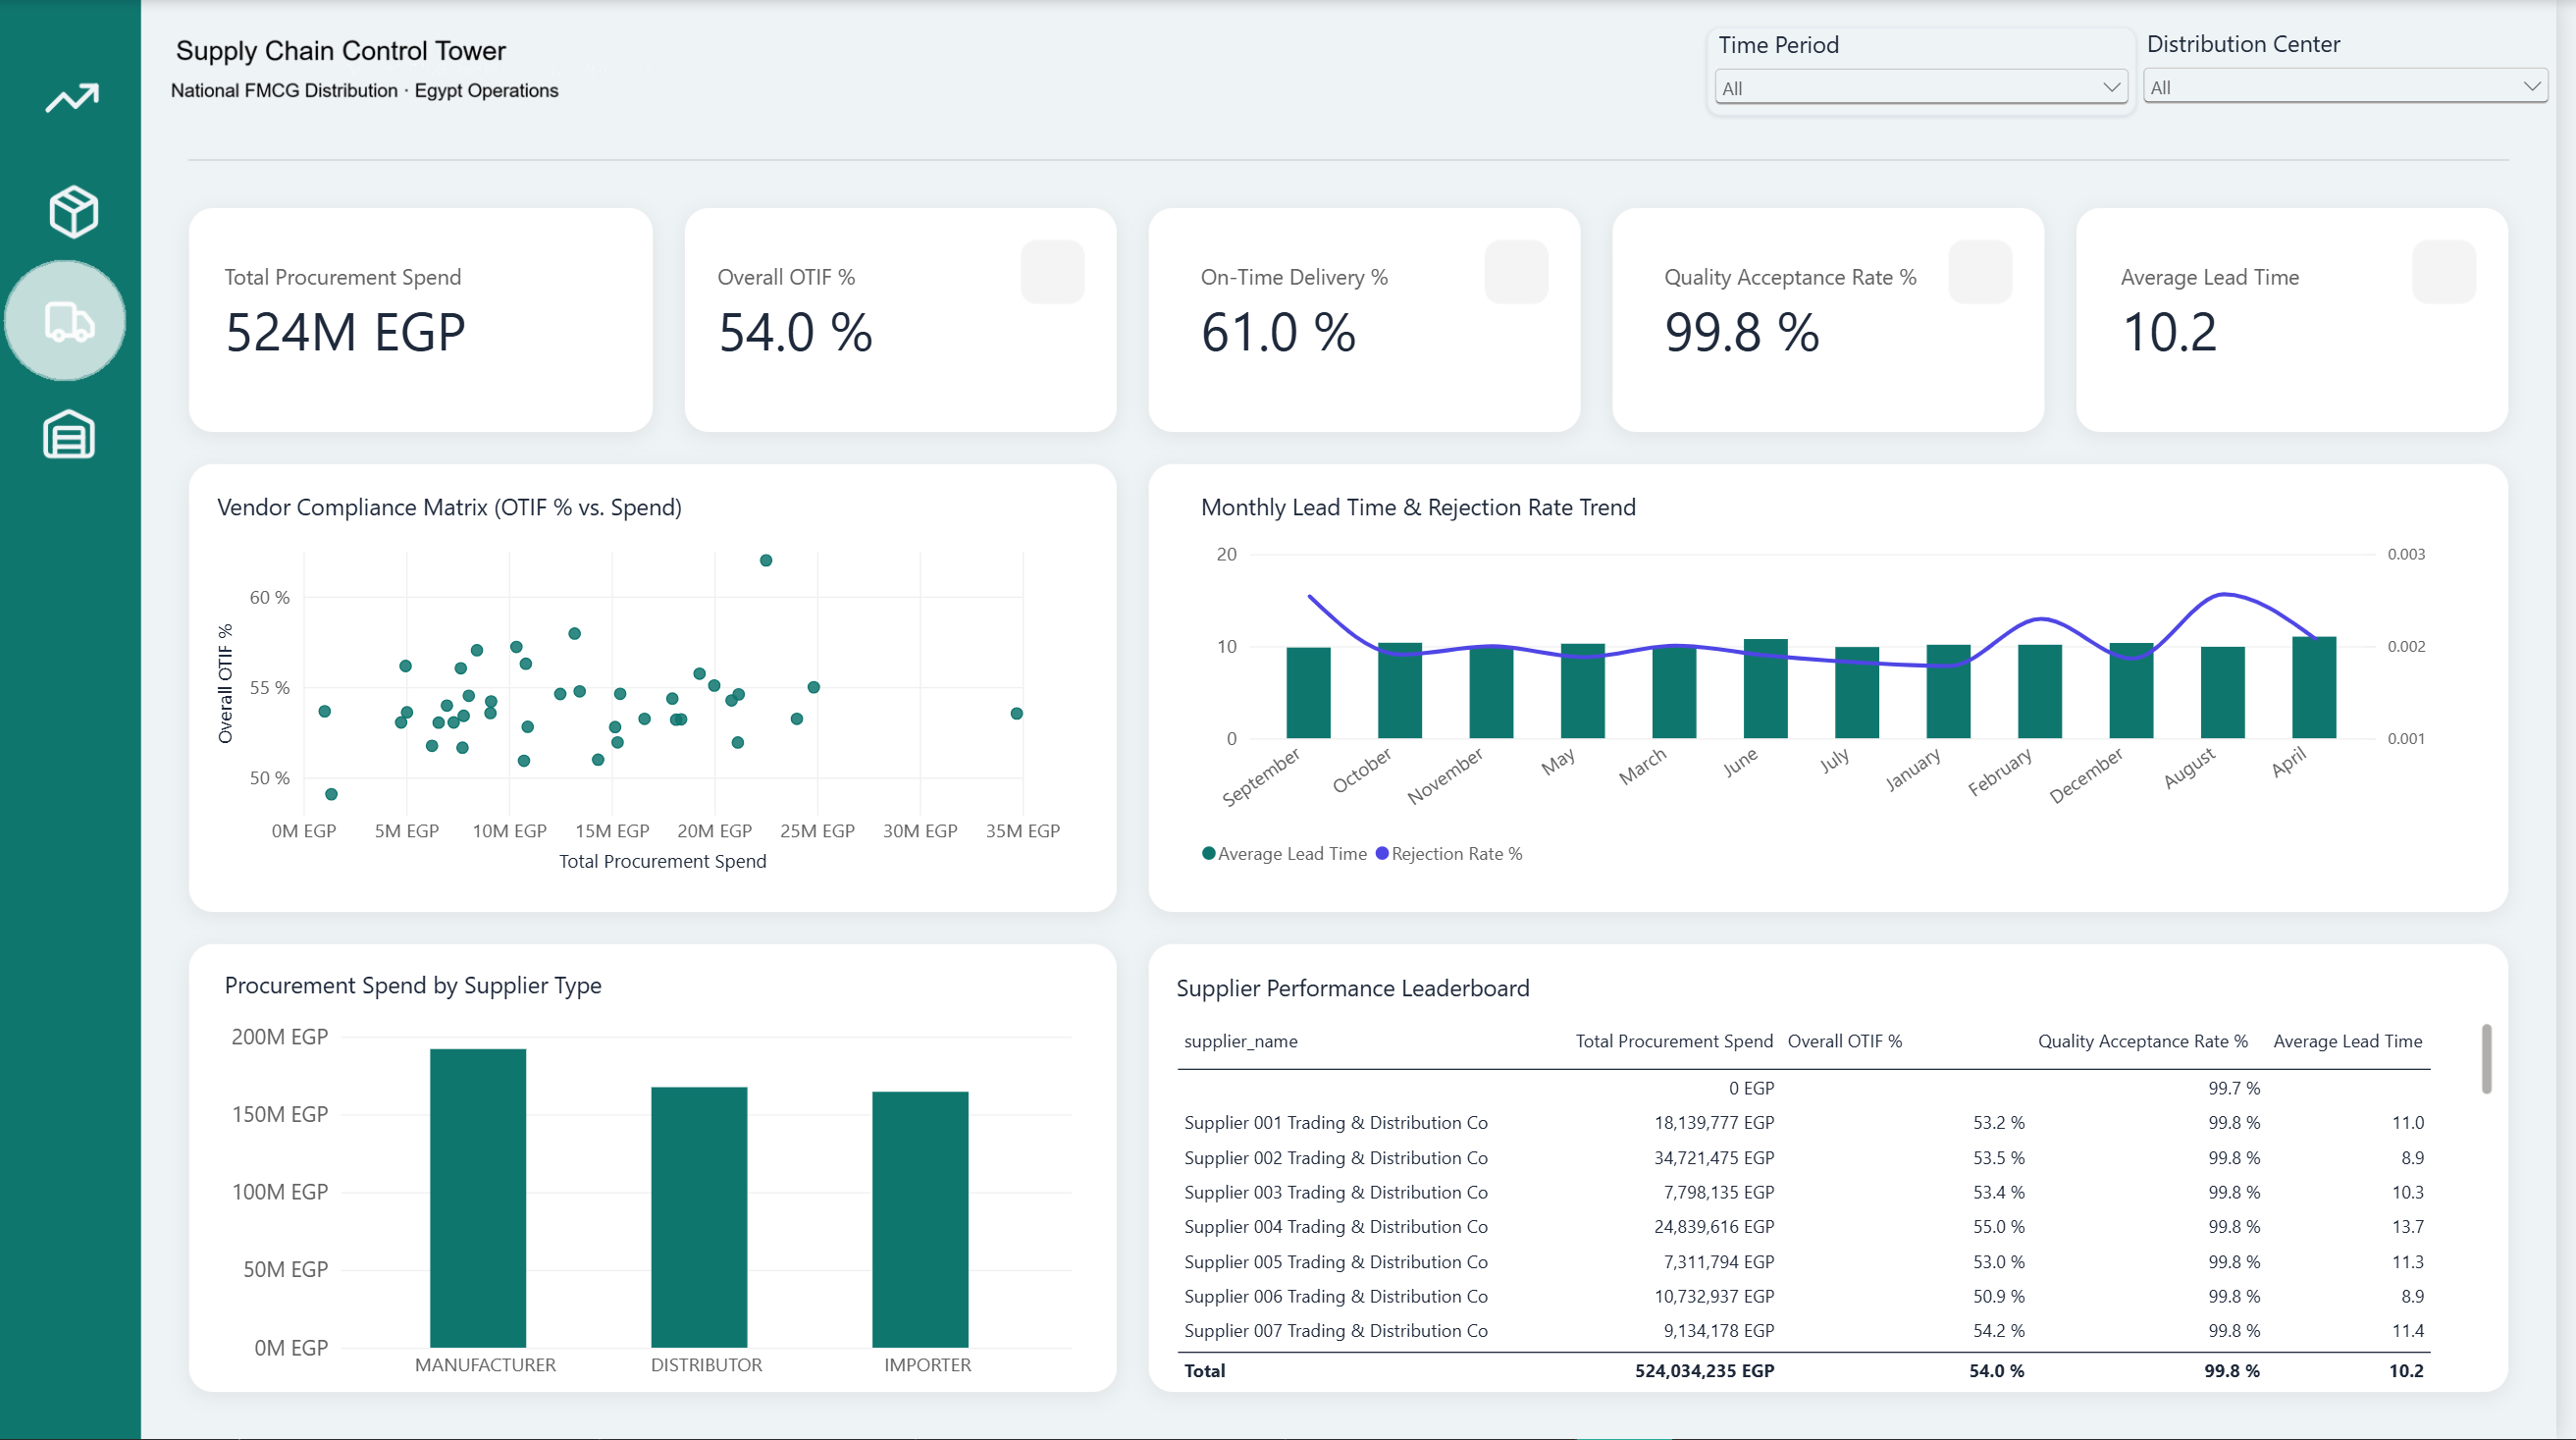 Supply Chain Control Tower
National FMCG Distribution · Egypt Operations
Time Period
All
Distribution Center
All
Total Procurement Spend
524M EGP
Overall OTIF %
54.0 %
On-Time Delivery %
61.0 %
Quality Acceptance Rate %
99.8 %
Average Lead Time
10.2
Vendor Compliance Matrix (OTIF % vs. Spend)
Overall OTIF %
60 %
55 %
50 %
0M EGP 5M EGP 10M EGP 15M EGP 20M EGP 25M EGP 30M EGP 35M EGP
Total Procurement Spend
Monthly Lead Time & Rejection Rate Trend
20 0.003
10 0.002
0 0.001
September October November May March June July January February December August April
Average Lead Time Rejection Rate %
Procurement Spend by Supplier Type
200M EGP
150M EGP
100M EGP
50M EGP
0M EGP
MANUFACTURER DISTRIBUTOR IMPORTER
Supplier Performance Leaderboard
supplier_name Total Procurement Spend Overall OTIF % Quality Acceptance Rate % Average Lead Time
0 EGP 99.7 %
Supplier 001 Trading & Distribution Co 18,139,777 EGP 53.2 % 99.8 % 11.0
Supplier 002 Trading & Distribution Co 34,721,475 EGP 53.5 % 99.8 % 8.9
Supplier 003 Trading & Distribution Co 7,798,135 EGP 53.4 % 99.8 % 10.3
Supplier 004 Trading & Distribution Co 24,839,616 EGP 55.0 % 99.8 % 13.7
Supplier 005 Trading & Distribution Co 7,311,794 EGP 53.0 % 99.8 % 11.3
Supplier 006 Trading & Distribution Co 10,732,937 EGP 50.9 % 99.8 % 8.9
Supplier 007 Trading & Distribution Co 9,134,178 EGP 54.2 % 99.8 % 11.4
Total 524,034,235 EGP 54.0 % 99.8 % 10.2